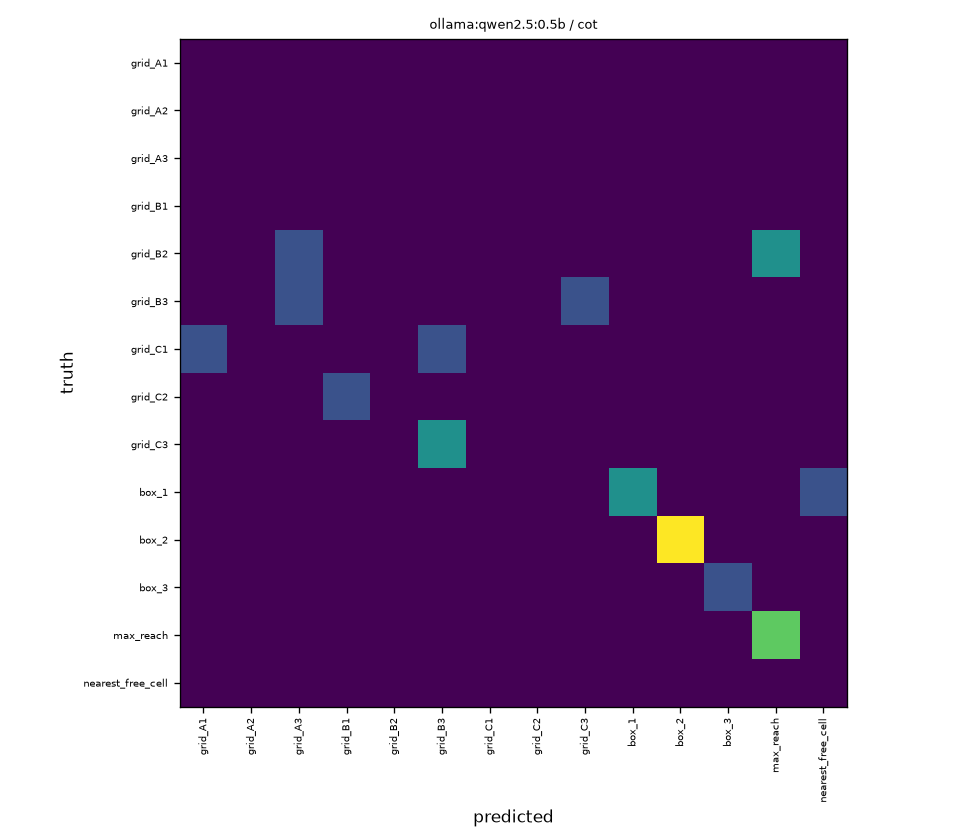 ollama:qwen2.5:0.5b / cot
grid_A1
grid_A2
grid_A3
grid_B1
grid_B2
grid_B3
grid_C1
grid_C2
grid_C3
box_1
box_2
box_3
max_reach
nearest_free_cell
truth
grid_A1
grid_A2
grid_A3
grid_B1
grid_B2
grid_B3
grid_C1
grid_C2
grid_C3
box_1
box_2
box_3
max_reach
nearest_free_cell
predicted